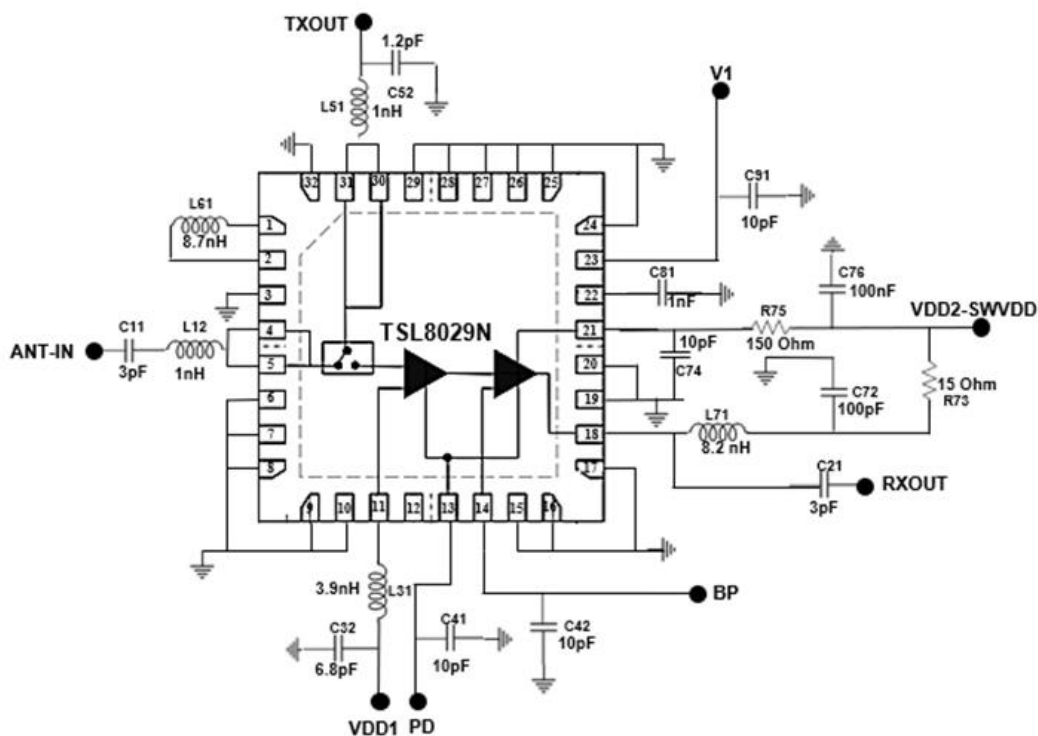 TXOUT
1.2pF
C52
L51
1nH
V1
C91
10pF
32
31
30
29
28
27
26
25
L61
8.7nH
1
2
3
4
5
6
7
8
24
23
22
21
20
19
18
17
C81
1nF
C76
100nF
VDD2-SWVDD
R75
150 Ohm
10pF
C74
C72
100pF
15 Ohm
R73
L71
8.2 nH
C21
3pF
RXOUT
TSL8029N
ANT-IN
C11
3pF
L12
1nH
9
10
11
12
13
14
15
16
3.9nH
L31
C32
6.8pF
C41
10pF
C42
10pF
BP
VDD1
PD